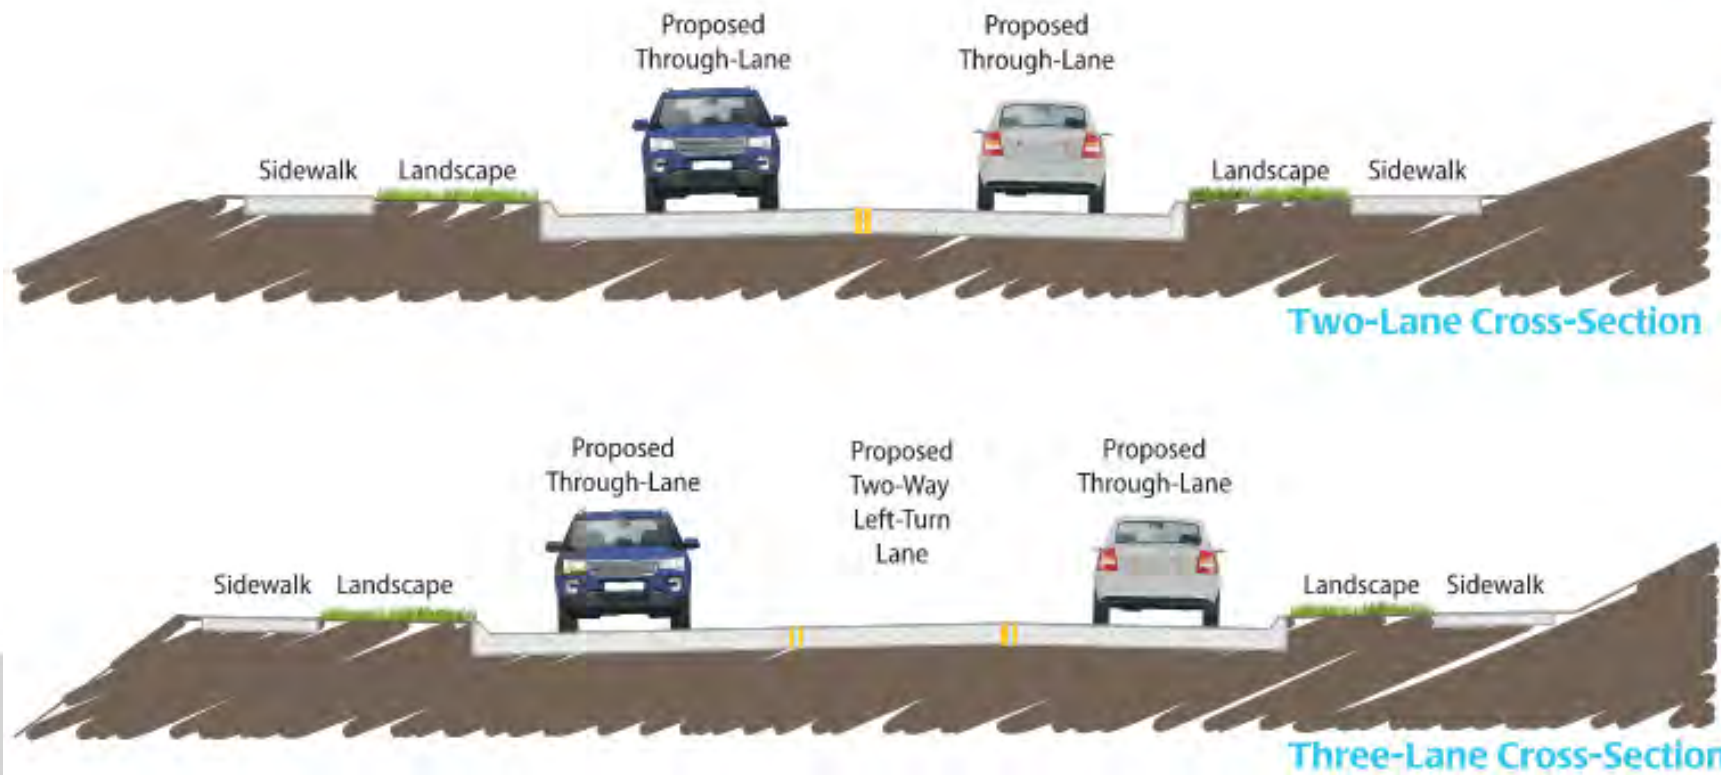 Proposed
Through-Lane
Proposed
Through-Lane
Sidewalk
Landscape
Landscape
Sidewalk
Two-Lane Cross-Section
Proposed
Through-Lane
Proposed
Two-Way
Left-Turn
Lane
Proposed
Through-Lane
Sidewalk
Landscape
Landscape
Sidewalk
Three-Lane Cross-Section